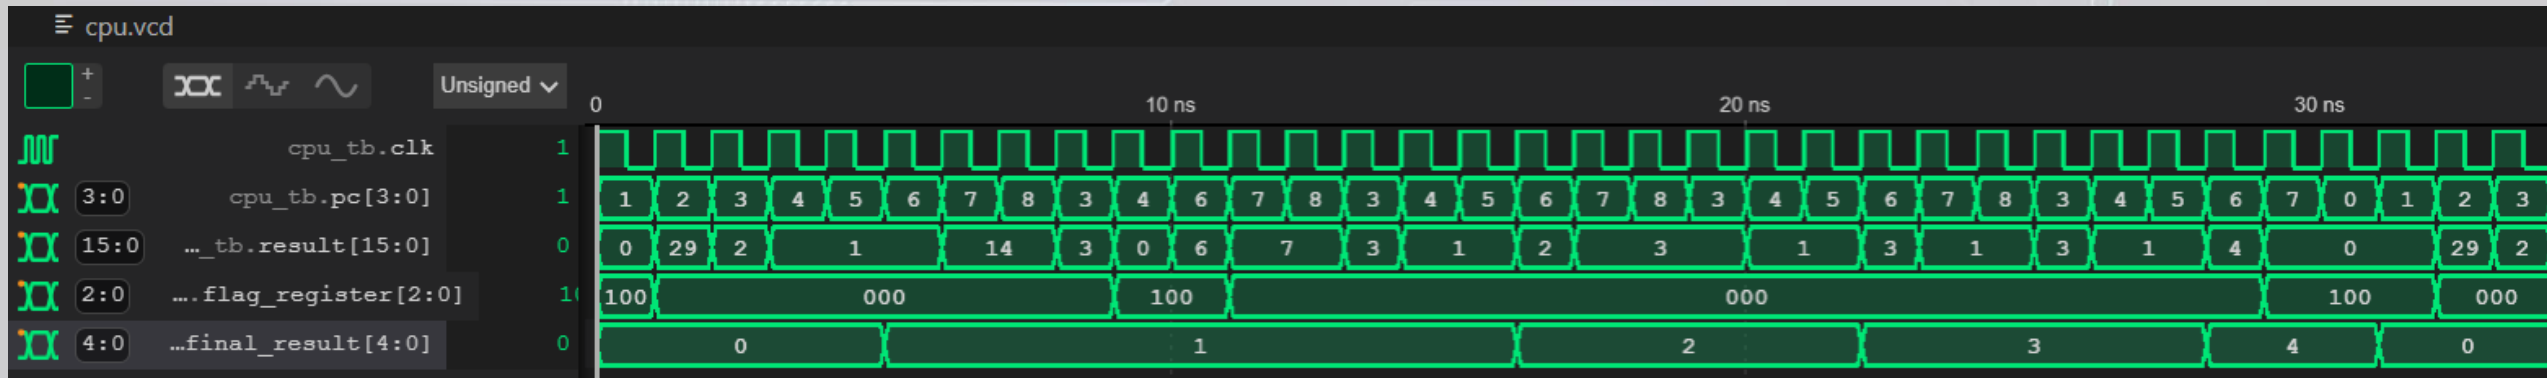 cpu.vcd
+
-
Unsigned
0 10 ns 20 ns 30 ns
cpu_tb.clk 1
3:0 cpu_tb.pc[3:0] 1 1 2 3 4 5 6 7 8 3 4 6 7 8 3 4 5 6 7 8 3 4 5 6 7 8 3 4 5 6 7 0 1 2 3
15:0 …_tb.result[15:0] 0 0 29 2 1 14 3 0 6 7 3 1 2 3 1 3 1 3 1 4 0 29 2
2:0 ….flag_register[2:0] 1 100 000 100 000 100 000
4:0 …final_result[4:0] 0 0 1 2 3 4 0